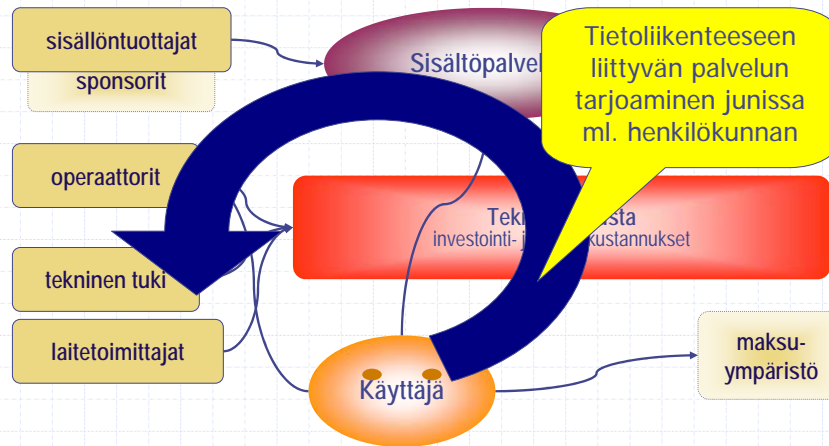 sisällöntuottajat
sponsorit
Sisältöpalvel
Tietoliikenteeseen
liittyvän palvelun
tarjoaminen junissa
ml. henkilökunnan
operaattorit
Tek
sta
investointi- j
kustannukset
tekninen tuki
laitetoimittajat
Käyttäjä
maksu-
ympäristö